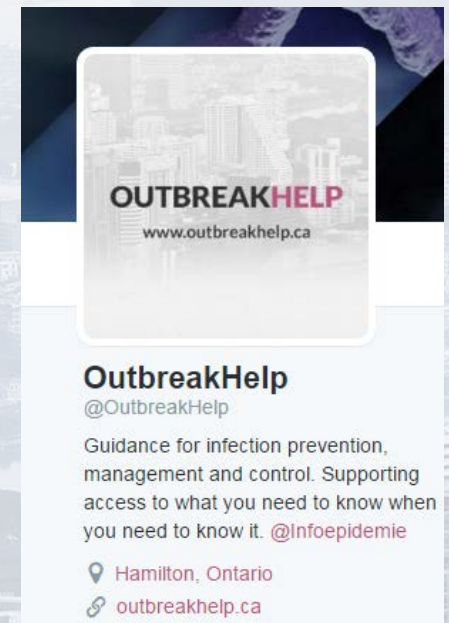 OUTBREAKHELP
www.outbreakhelp.ca
OutbreakHelp
@OutbreakHelp
Guidance for infection prevention,
management and control. Supporting
access to what you need to know when
you need to know it. @Infoepidemie
Hamilton, Ontario
outbreakhelp.ca